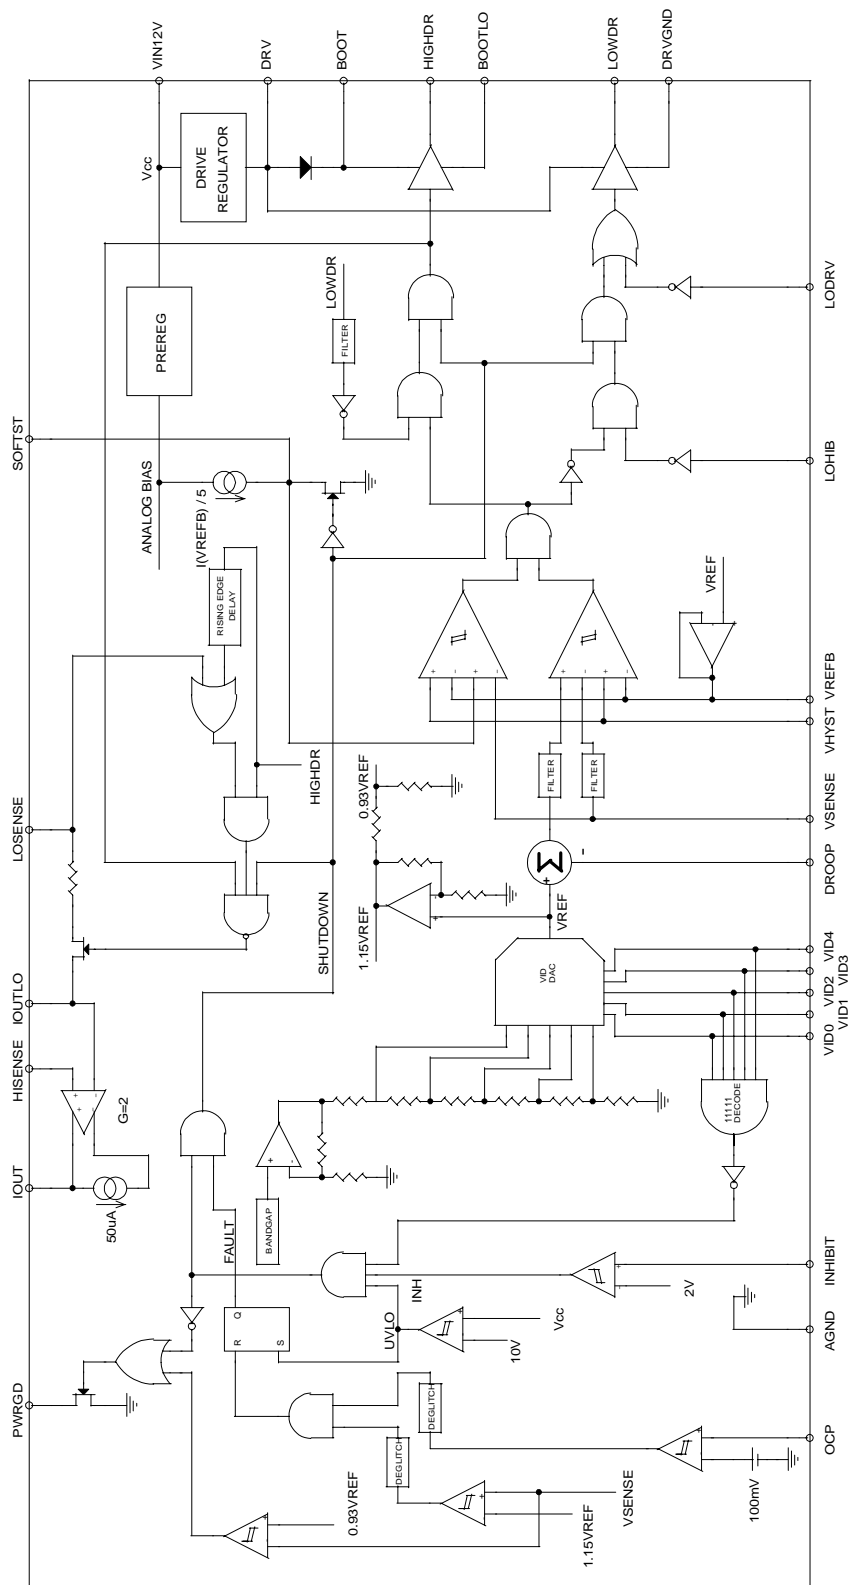 VIN12V
DRV
BOOT
HIGHDR
BOOTLO
LOWDR
DRVGND
Vcc
DRIVE
REGULATOR
PREREG
LOWDR
FILTER
LODRV
SOFTST
ANALOG BIAS
I(VREFB) / 5
LOHIB
RISING EDGE
DELAY
VREF
+
-
+
-
+
-
+
-
+
-
+
-
VREFB
VHYST
HIGHDR
LOSENSE
0.93VREF
FILTER
FILTER
VSENSE
Σ
+
-
DROOP
SHUTDOWN
1.15VREF
-
+
VREF
IOUTLO
VID
DAC
VID4
VID3
VID2
VID1
VID0
HISENSE
+
-
+
-
G=2
11111
DECODE
IOUT
50uA
+
-
BANDGAP
FAULT
INH
+
-
2V
INHIBIT
R
Q
S
UVLO
+
-
10V
Vcc
AGND
PWRGD
DEGLITCH
DEGLITCH
+
-
100mV
OCP
+
-
0.93VREF
+
-
1.15VREF
VSENSE